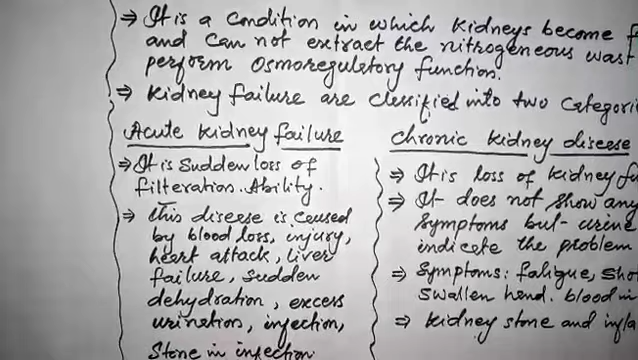 ⇒ It is a condition in which kidneys become
and can not extract the nitrogeneous wast
perform Osmoregulatory function.
⇒ kidney failure are classified into two categori
Acute kidney failure
⇒ It is Sudden loss of
filteration Ability.
⇒ This disease is caused
by blood loss, injury,
heart attack, liver
failure, sudden
dehydration, excess
urination, injection,
Stone in injection
Chronic kidney disease
⇒ It is loss of kidney fu
⇒ It does not show any
symptoms but urine
indicate the problem
⇒ Symptoms: fatigue, sho
swallen hand. blood in
⇒ kidney stone and infla